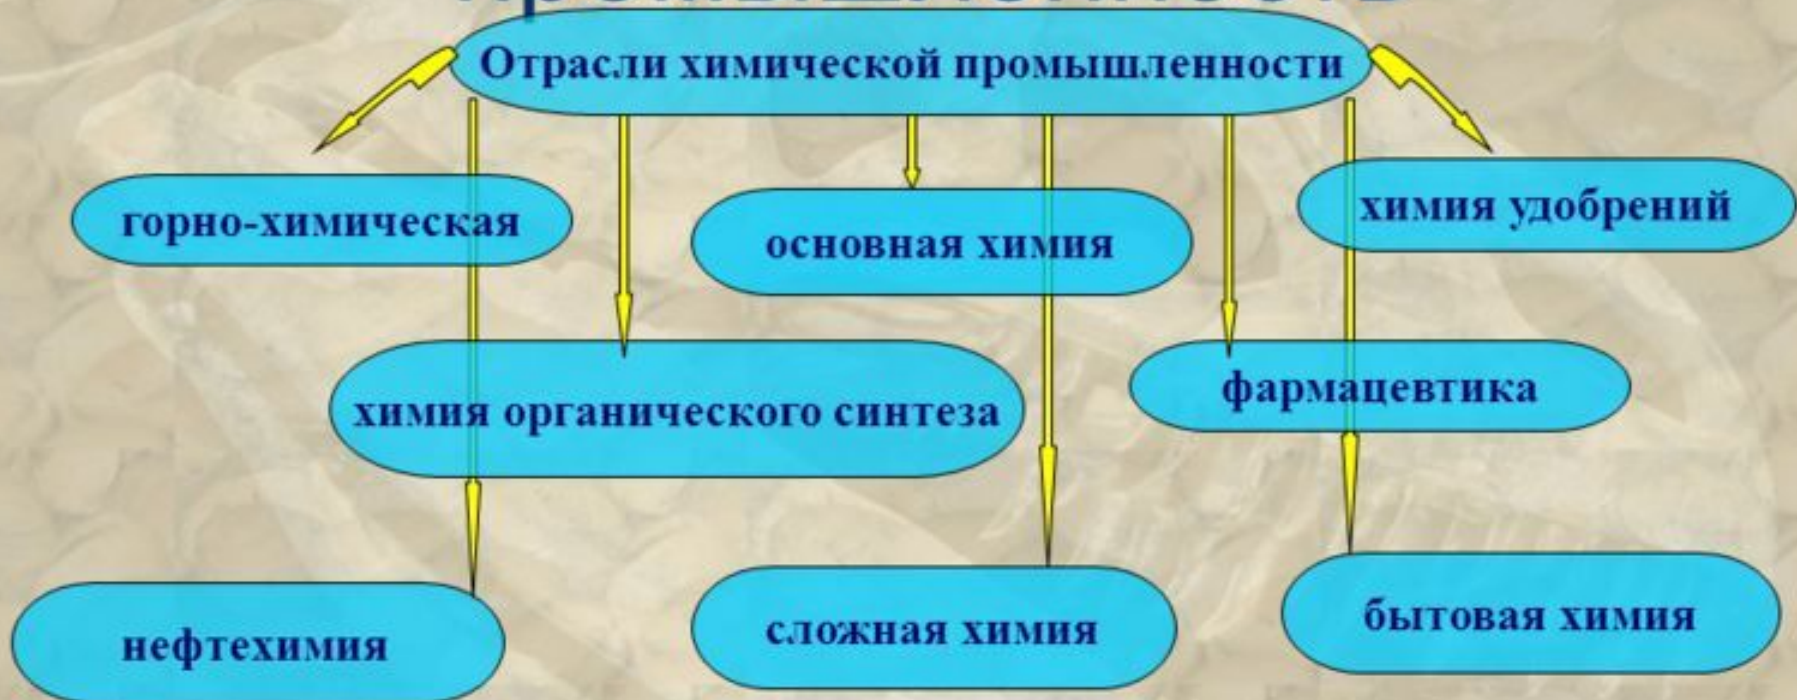 Отрасли химической промышленности
горно-химическая
основная химия
химия удобрений
химия органического синтеза
фармацевтика
нефтехимия
сложная химия
бытовая химия